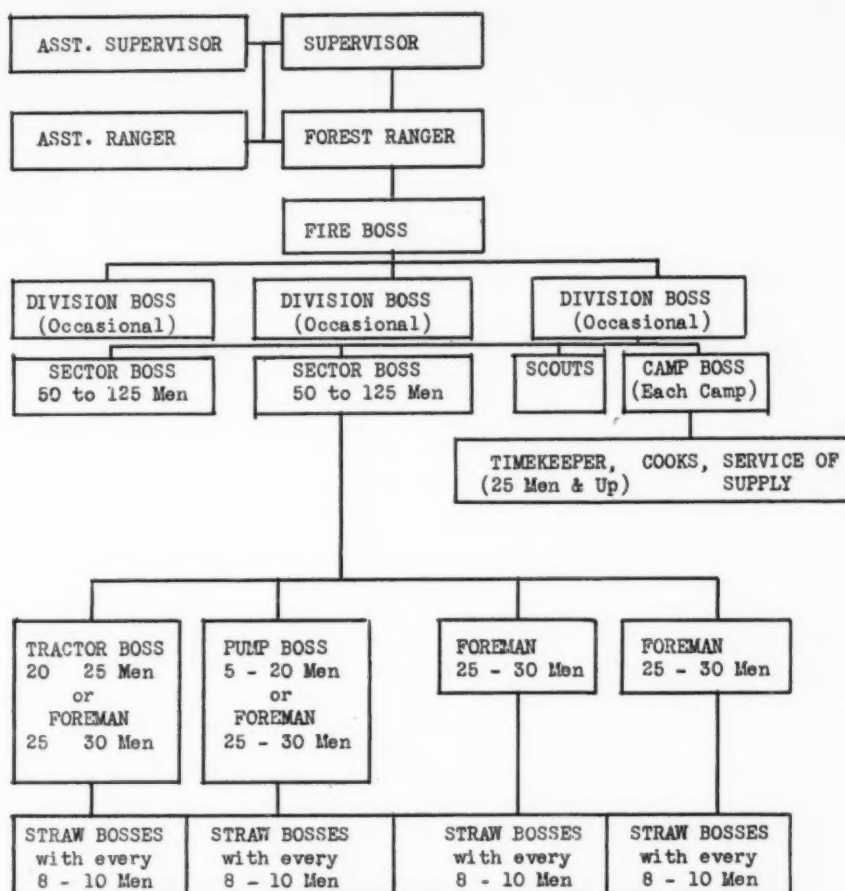 ASST. SUPERVISOR
SUPERVISOR
ASST. RANGER
FOREST RANGER
FIRE BOSS
DIVISION BOSS
(Occasional)
DIVISION BOSS
(Occasional)
DIVISION BOSS
(Occasional)
SECTOR BOSS
50 to 125 Men
SECTOR BOSS
50 to 125 Men
SCOUTS
CAMP BOSS
(Each Camp)
TIMEKEEPER, COOKS, SERVICE OF
(25 Men & Up) SUPPLY
TRACTOR BOSS
20 25 Men
or
FOREMAN
25 30 Men
PUMP BOSS
5 - 20 Men
or
FOREMAN
25 - 30 Men
FOREMAN
25 - 30 Men
FOREMAN
25 - 30 Men
STRAW BOSSES
with every
8 - 10 Men
STRAW BOSSES
with every
8 - 10 Men
STRAW BOSSES
with every
8 - 10 Men
STRAW BOSSES
with every
8 - 10 Men